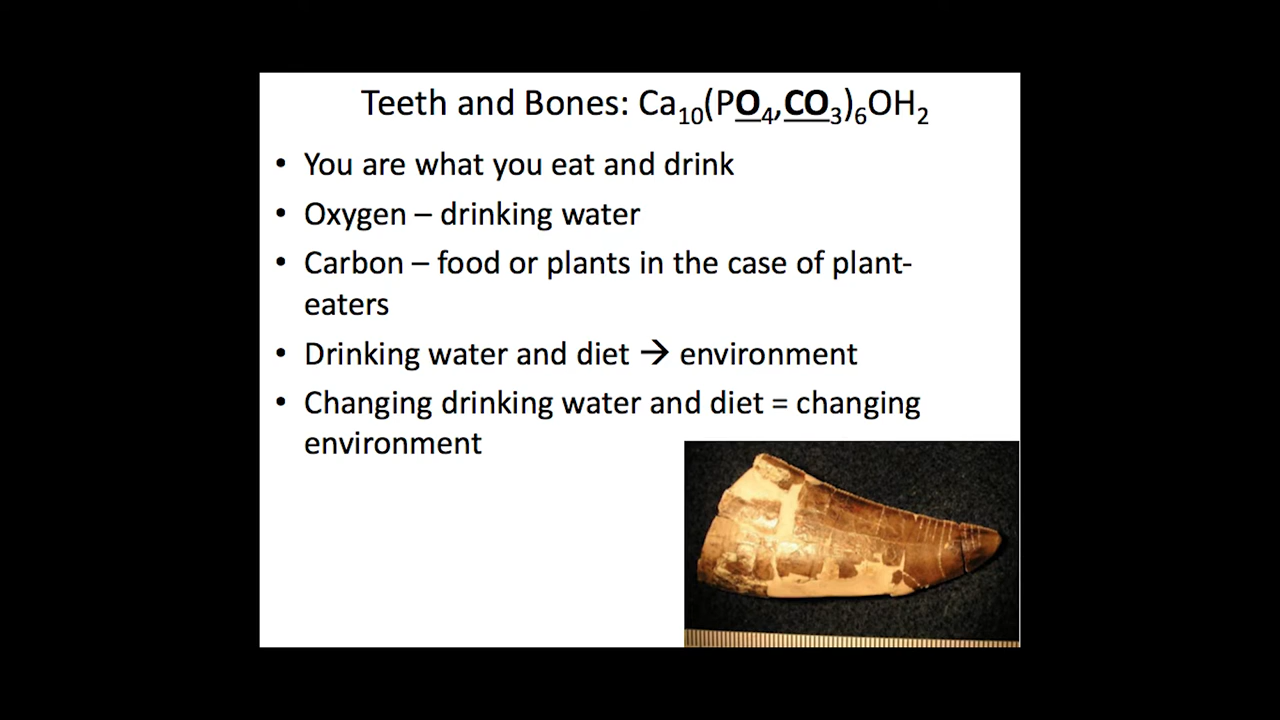 Teeth and Bones: Ca₁₀(PO₄,CO₃)₆OH₂
• You are what you eat and drink
• Oxygen – drinking water
• Carbon – food or plants in the case of plant-
eaters
• Drinking water and diet → environment
• Changing drinking water and diet = changing
environment